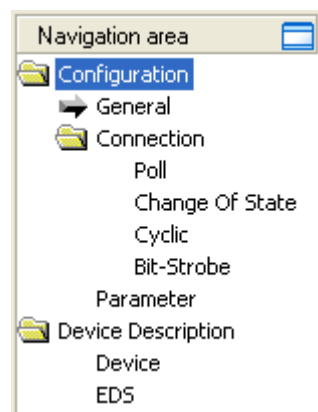 Navigation area
Configuration
General
Connection
Poll
Change Of State
Cyclic
Bit-Strobe
Parameter
Device Description
Device
EDS